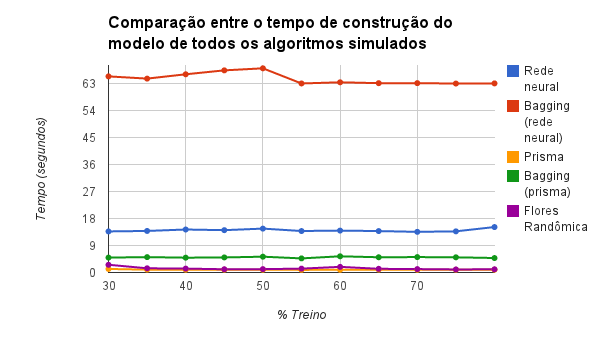 Comparação entre o tempo de construção do
modelo de todos os algoritmos simulados
Tempo (segundos)
63
54
45
36
27
18
9
0
30
40
50
60
70
% Treino
Rede
neural
Bagging
(rede
neural)
Prisma
Bagging
(prisma)
Flores
Randômica